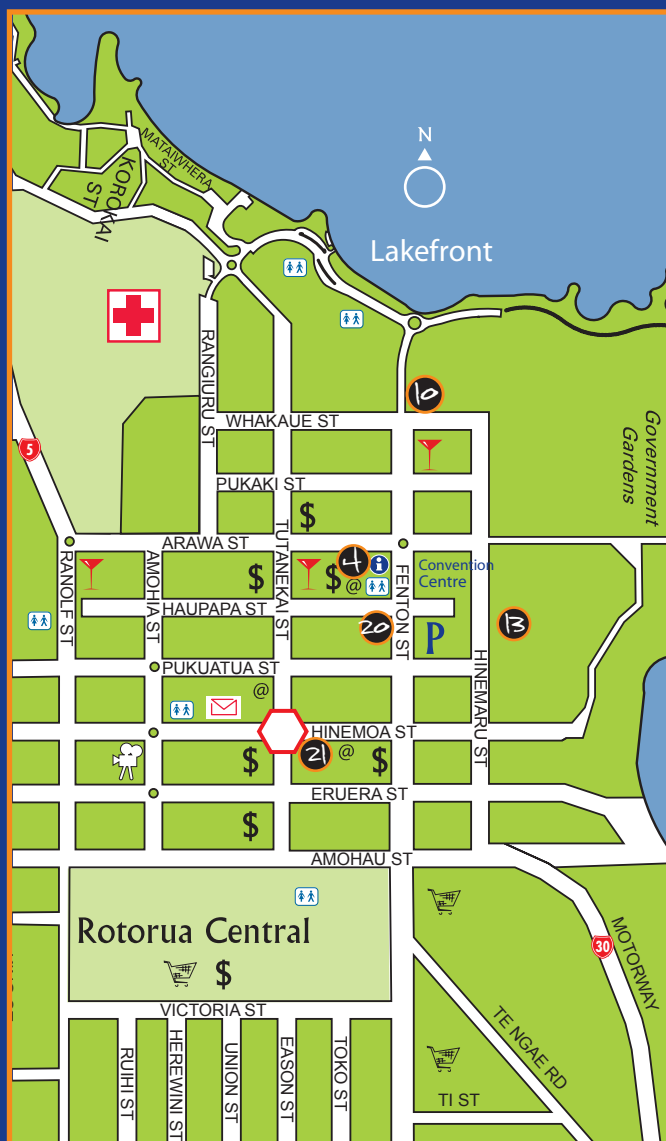 MATAIWHERA
ST
KOROKAI
ST
N
Lakefront
RANGIURU ST
10
WHAKAUE ST
Government
Gardens
5
PUKAKI ST
$
TUTANEKAI ST
ARAWA ST
RANOLF ST
AMOHIA ST
4
i
$
$
@
FENTON ST
Convention
Centre
HAUPAPA ST
20
P
13
PUKUATUA ST
HINEMARU ST
@
HINEMOA ST
21
@
$
$
ERUERA ST
$
AMOHAU ST
Rotorua Central
$
30
MOTORWAY
VICTORIA ST
TE NGAE RD
RUIHI ST
HEREWINI ST
UNION ST
EASON ST
TOKO ST
TI ST